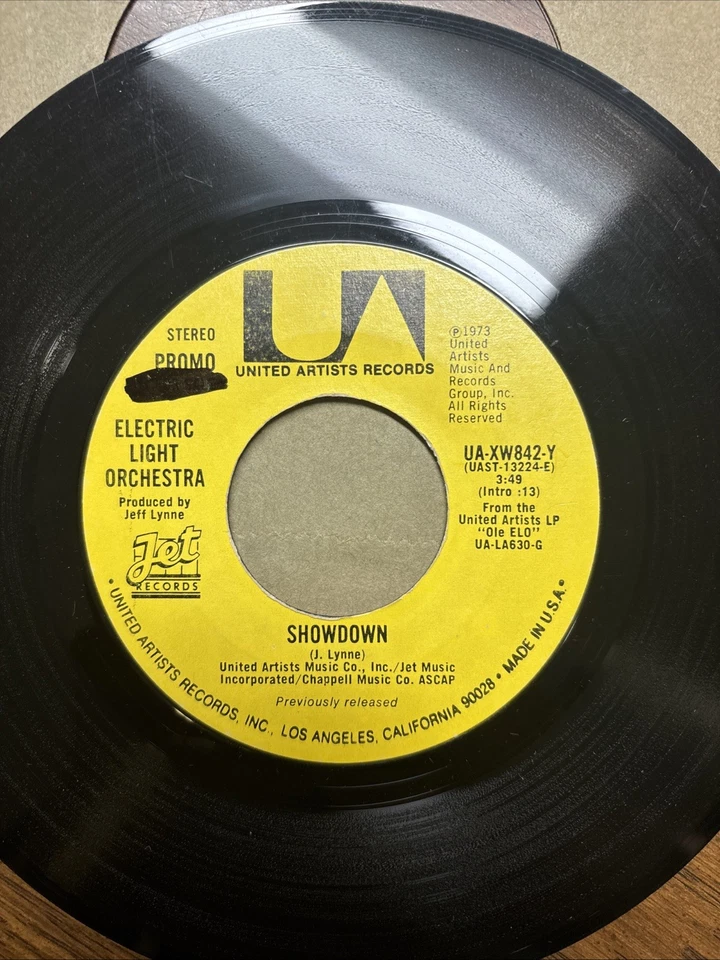 UA
UNITED ARTISTS RECORDS
STEREO
PROMO
ELECTRIC
LIGHT
ORCHESTRA
Produced by
Jeff Lynne
Jet
RECORDS
℗1973
United
Artists
Music And
Records
Group, Inc.
All Rights
Reserved
UA-XW842-Y
(UAST-13224-E)
3:49
(Intro :13)
From the
United Artists LP
"Ole ELO"
UA-LA630-G
SHOWDOWN
(J. Lynne)
United Artists Music Co., Inc./Jet Music
Incorporated/Chappell Music Co. ASCAP
Previously released
• UNITED ARTISTS RECORDS, INC., LOS ANGELES, CALIFORNIA 90028 • MADE IN U.S.A. •